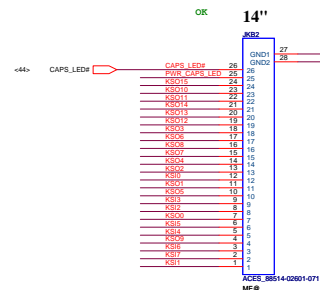 OK 14"
JKB2
GND1 27
GND2 28
<44> CAPS_LED# CAPS_LED# 26 26
PWR_CAPS_LED 25 25
KSO15 24 24
KSO10 23 23
KSO11 22 22
KSO14 21 21
KSO13 20 20
KSO12 19 19
KSO3 18 18
KSO6 17 17
KSO8 16 16
KSO7 15 15
KSO4 14 14
KSO2 13 13
KSI0 12 12
KSO1 11 11
KSO5 10 10
KSI3 9 9
KSI2 8 8
KSO0 7 7
KSI5 6 6
KSI4 5 5
KSO9 4 4
KSI6 3 3
KSI7 2 2
KSI1 1 1
ACES_88514-02601-071
ME@